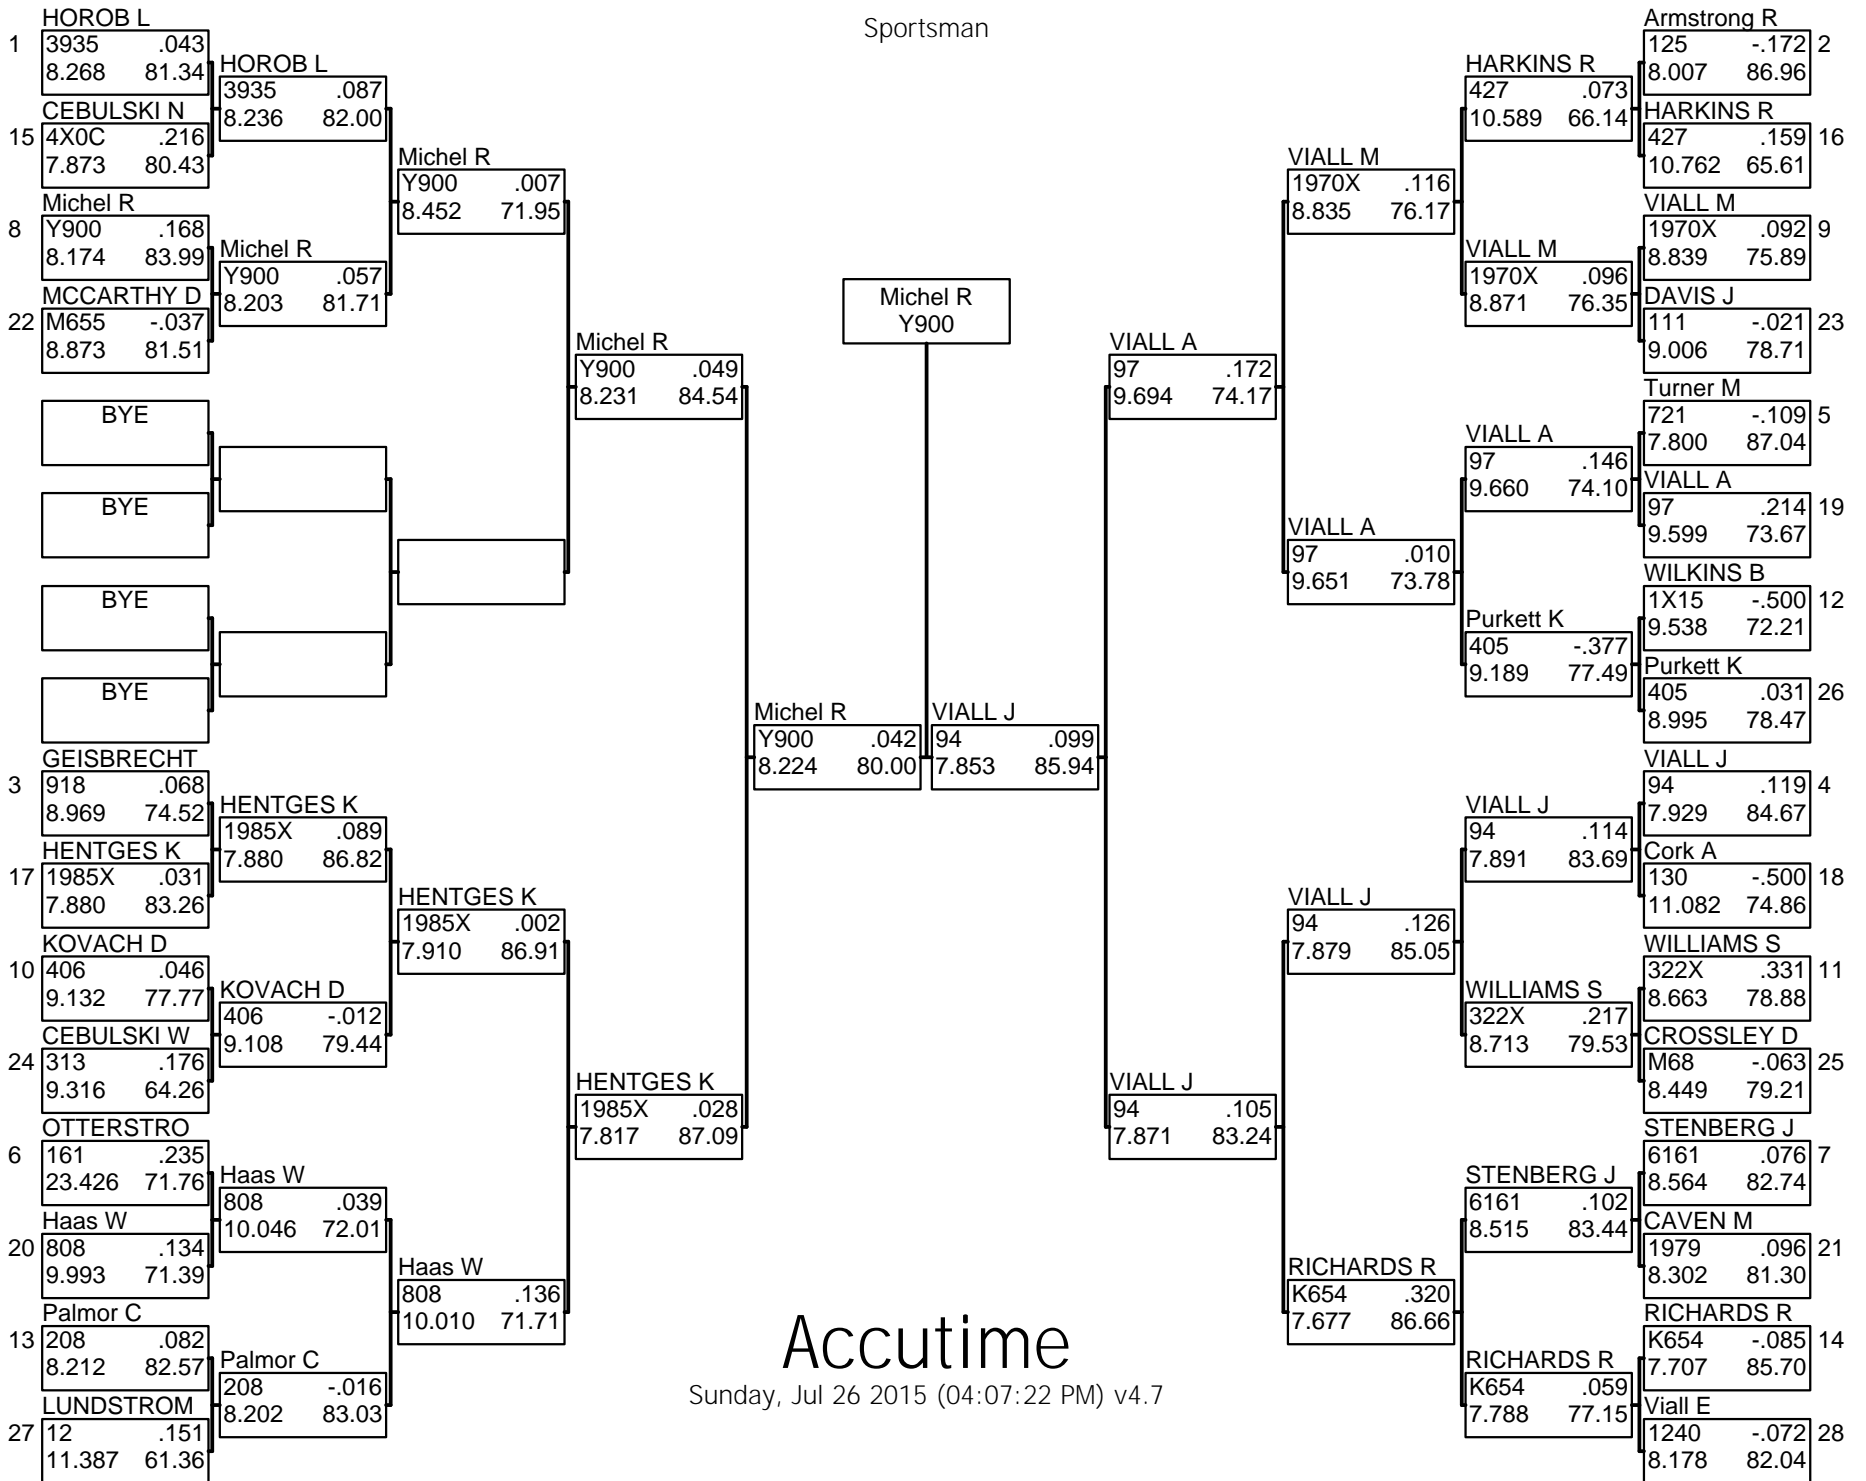 Sportsman
HOROB L
1 3935 .043
8.268 81.34
CEBULSKI N
15 4X0C .216
7.873 80.43
Michel R
8 Y900 .168
8.174 83.99
MCCARTHY D
22 M655 -.037
8.873 81.51
BYE
BYE
BYE
BYE
GEISBRECHT
3 918 .068
8.969 74.52
HENTGES K
17 1985X .031
7.880 83.26
KOVACH D
10 406 .046
9.132 77.77
CEBULSKI W
24 313 .176
9.316 64.26
OTTERSTRO
6 161 .235
23.426 71.76
Haas W
20 808 .134
9.993 71.39
Palmor C
13 208 .082
8.212 82.57
LUNDSTROM
27 12 .151
11.387 61.36
HOROB L
3935 .087
8.236 82.00
Michel R
Y900 .057
8.203 81.71
HENTGES K
1985X .089
7.880 86.82
KOVACH D
406 -.012
9.108 79.44
Haas W
808 .039
10.046 72.01
Palmor C
208 -.016
8.202 83.03
Michel R
Y900 .007
8.452 71.95
HENTGES K
1985X .002
7.910 86.91
Haas W
808 .136
10.010 71.71
Michel R
Y900 .049
8.231 84.54
HENTGES K
1985X .028
7.817 87.09
Michel R
Y900 .042
8.224 80.00
Michel R
Y900
VIALL J
94 .099
7.853 85.94
VIALL A
97 .172
9.694 74.17
VIALL J
94 .105
7.871 83.24
VIALL M
1970X .116
8.835 76.17
VIALL A
97 .010
9.651 73.78
VIALL J
94 .126
7.879 85.05
RICHARDS R
K654 .320
7.677 86.66
HARKINS R
427 .073
10.589 66.14
VIALL M
1970X .096
8.871 76.35
VIALL A
97 .146
9.660 74.10
Purkett K
405 -.377
9.189 77.49
VIALL J
94 .114
7.891 83.69
WILLIAMS S
322X .217
8.713 79.53
STENBERG J
6161 .102
8.515 83.44
RICHARDS R
K654 .059
7.788 77.15
Armstrong R
125 -.172 2
8.007 86.96
HARKINS R
427 .159 16
10.762 65.61
VIALL M
1970X .092 9
8.839 75.89
DAVIS J
111 -.021 23
9.006 78.71
Turner M
721 -.109 5
7.800 87.04
VIALL A
97 .214 19
9.599 73.67
WILKINS B
1X15 -.500 12
9.538 72.21
Purkett K
405 .031 26
8.995 78.47
VIALL J
94 .119 4
7.929 84.67
Cork A
130 -.500 18
11.082 74.86
WILLIAMS S
322X .331 11
8.663 78.88
CROSSLEY D
M68 -.063 25
8.449 79.21
STENBERG J
6161 .076 7
8.564 82.74
CAVEN M
1979 .096 21
8.302 81.30
RICHARDS R
K654 -.085 14
7.707 85.70
Viall E
1240 -.072 28
8.178 82.04
Accutime
Sunday, Jul 26 2015 (04:07:22 PM) v4.7